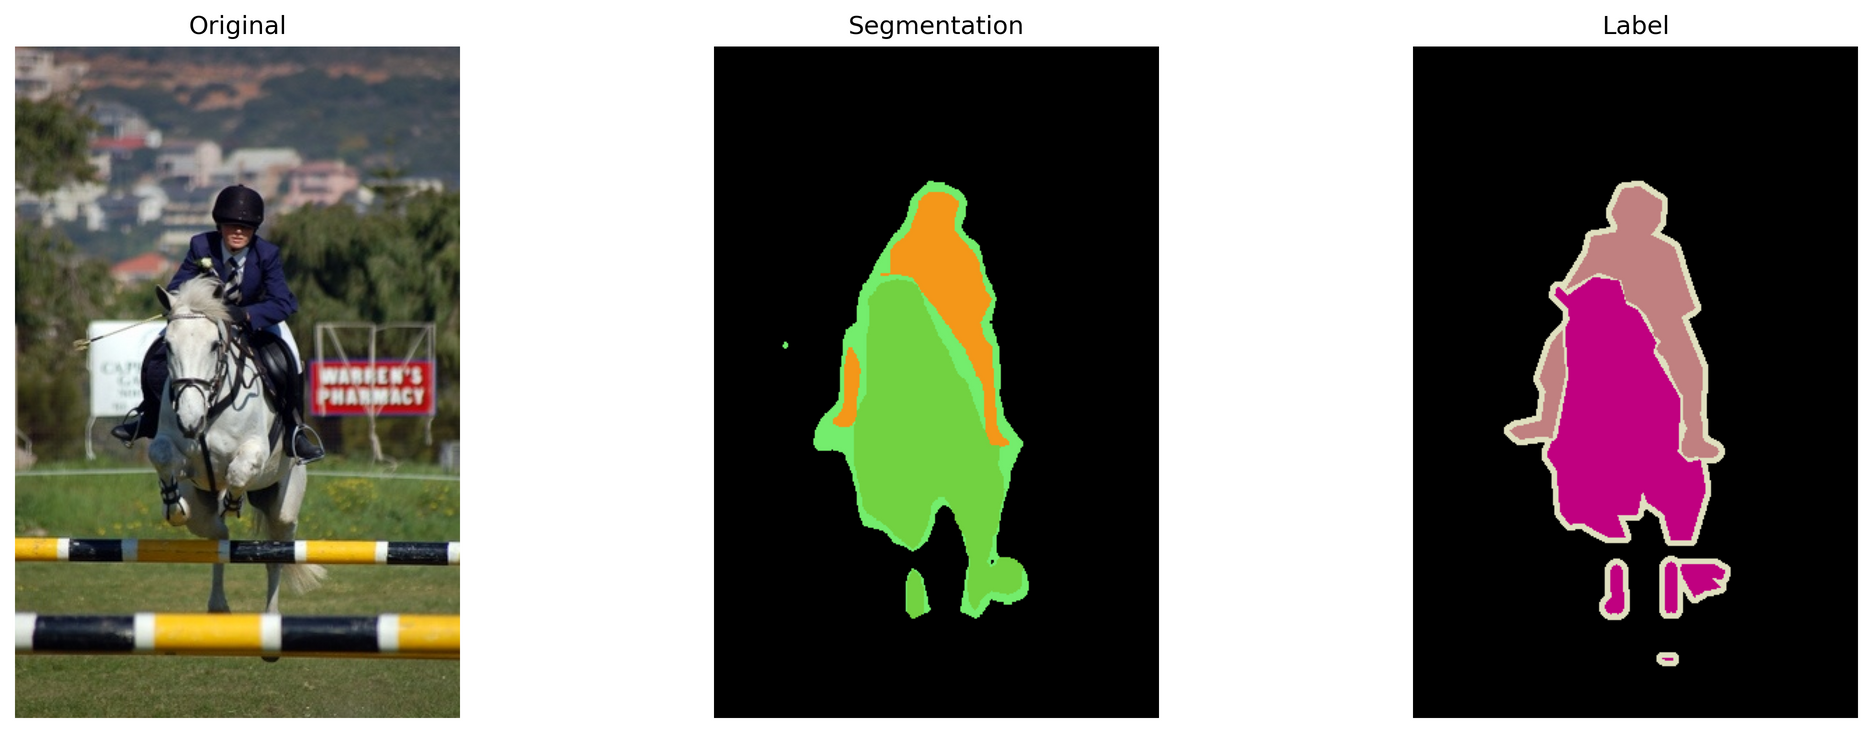 Original
Segmentation
Label
WARREN'S
PHARMACY